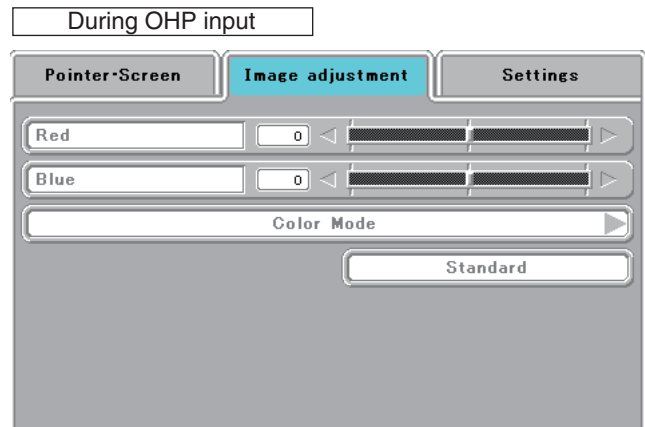 During OHP input
Pointer·Screen Image adjustment Settings
Red 0
Blue 0
Color Mode
Standard